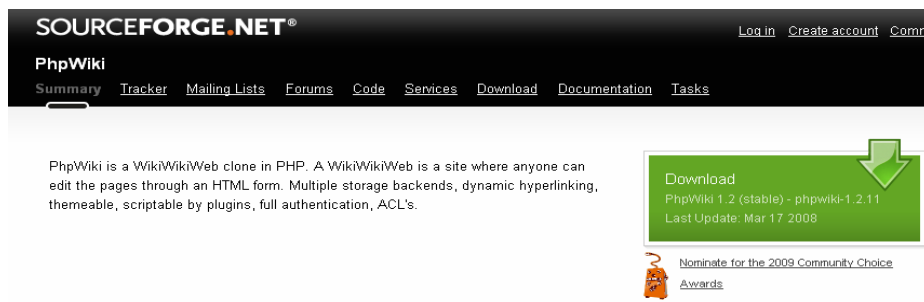 SOURCEFORGE.NET®
Log in Create account
PhpWiki
Summary Tracker Mailing Lists Forums Code Services Download Documentation Tasks
PhpWiki is a WikiWikiWeb clone in PHP. A WikiWikiWeb is a site where anyone can
edit the pages through an HTML form. Multiple storage backends, dynamic hyperlinking,
themeable, scriptable by plugins, full authentication, ACL's.
Download
PhpWiki 1.2 (stable) - phpwiki-1.2.11
Last Update: Mar 17 2008
Nominate for the 2009 Community Choice
Awards